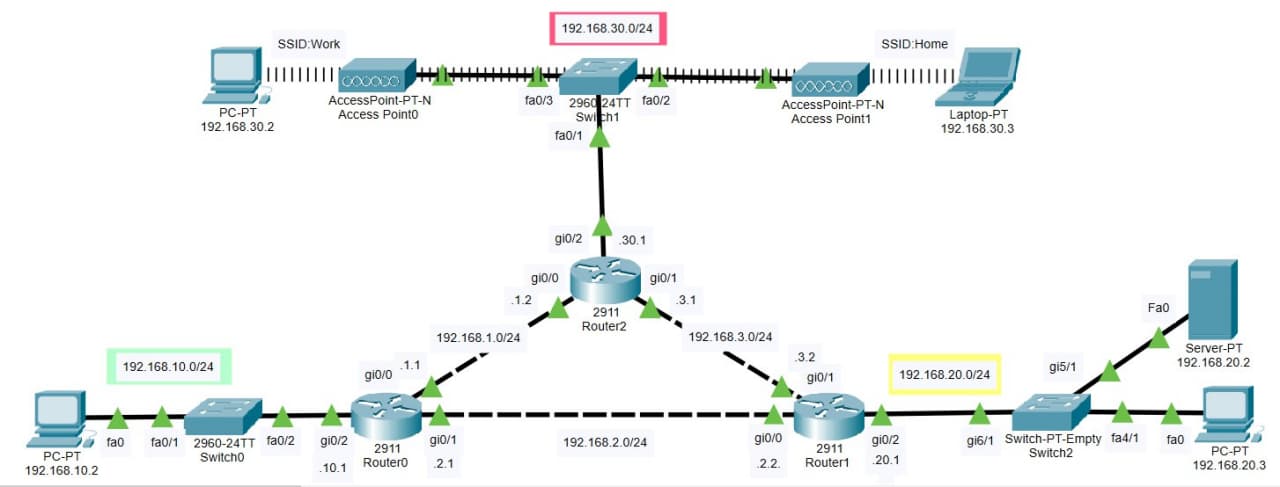 192.168.30.0/24
SSID:Work
SSID:Home
PC-PT
192.168.30.2
AccessPoint-PT-N
Access Point0
fa0/3
2960-24TT
Switch1
fa0/2
AccessPoint-PT-N
Access Point1
Laptop-PT
192.168.30.3
fa0/1
gi0/2
.30.1
gi0/0
gi0/1
.1.2
.3.1
2911
Router2
192.168.1.0/24
192.168.3.0/24
Fa0
Server-PT
192.168.20.2
192.168.10.0/24
.1.1
gi0/0
.3.2
gi0/1
192.168.20.0/24
gi5/1
PC-PT
192.168.10.2
fa0
fa0/1
2960-24TT
Switch0
fa0/2
gi0/2
.10.1
2911
Router0
gi0/1
.2.1
192.168.2.0/24
gi0/0
.2.2.
2911
Router1
gi0/2
.20.1
gi6/1
Switch-PT-Empty
Switch2
fa4/1
fa0
PC-PT
192.168.20.3